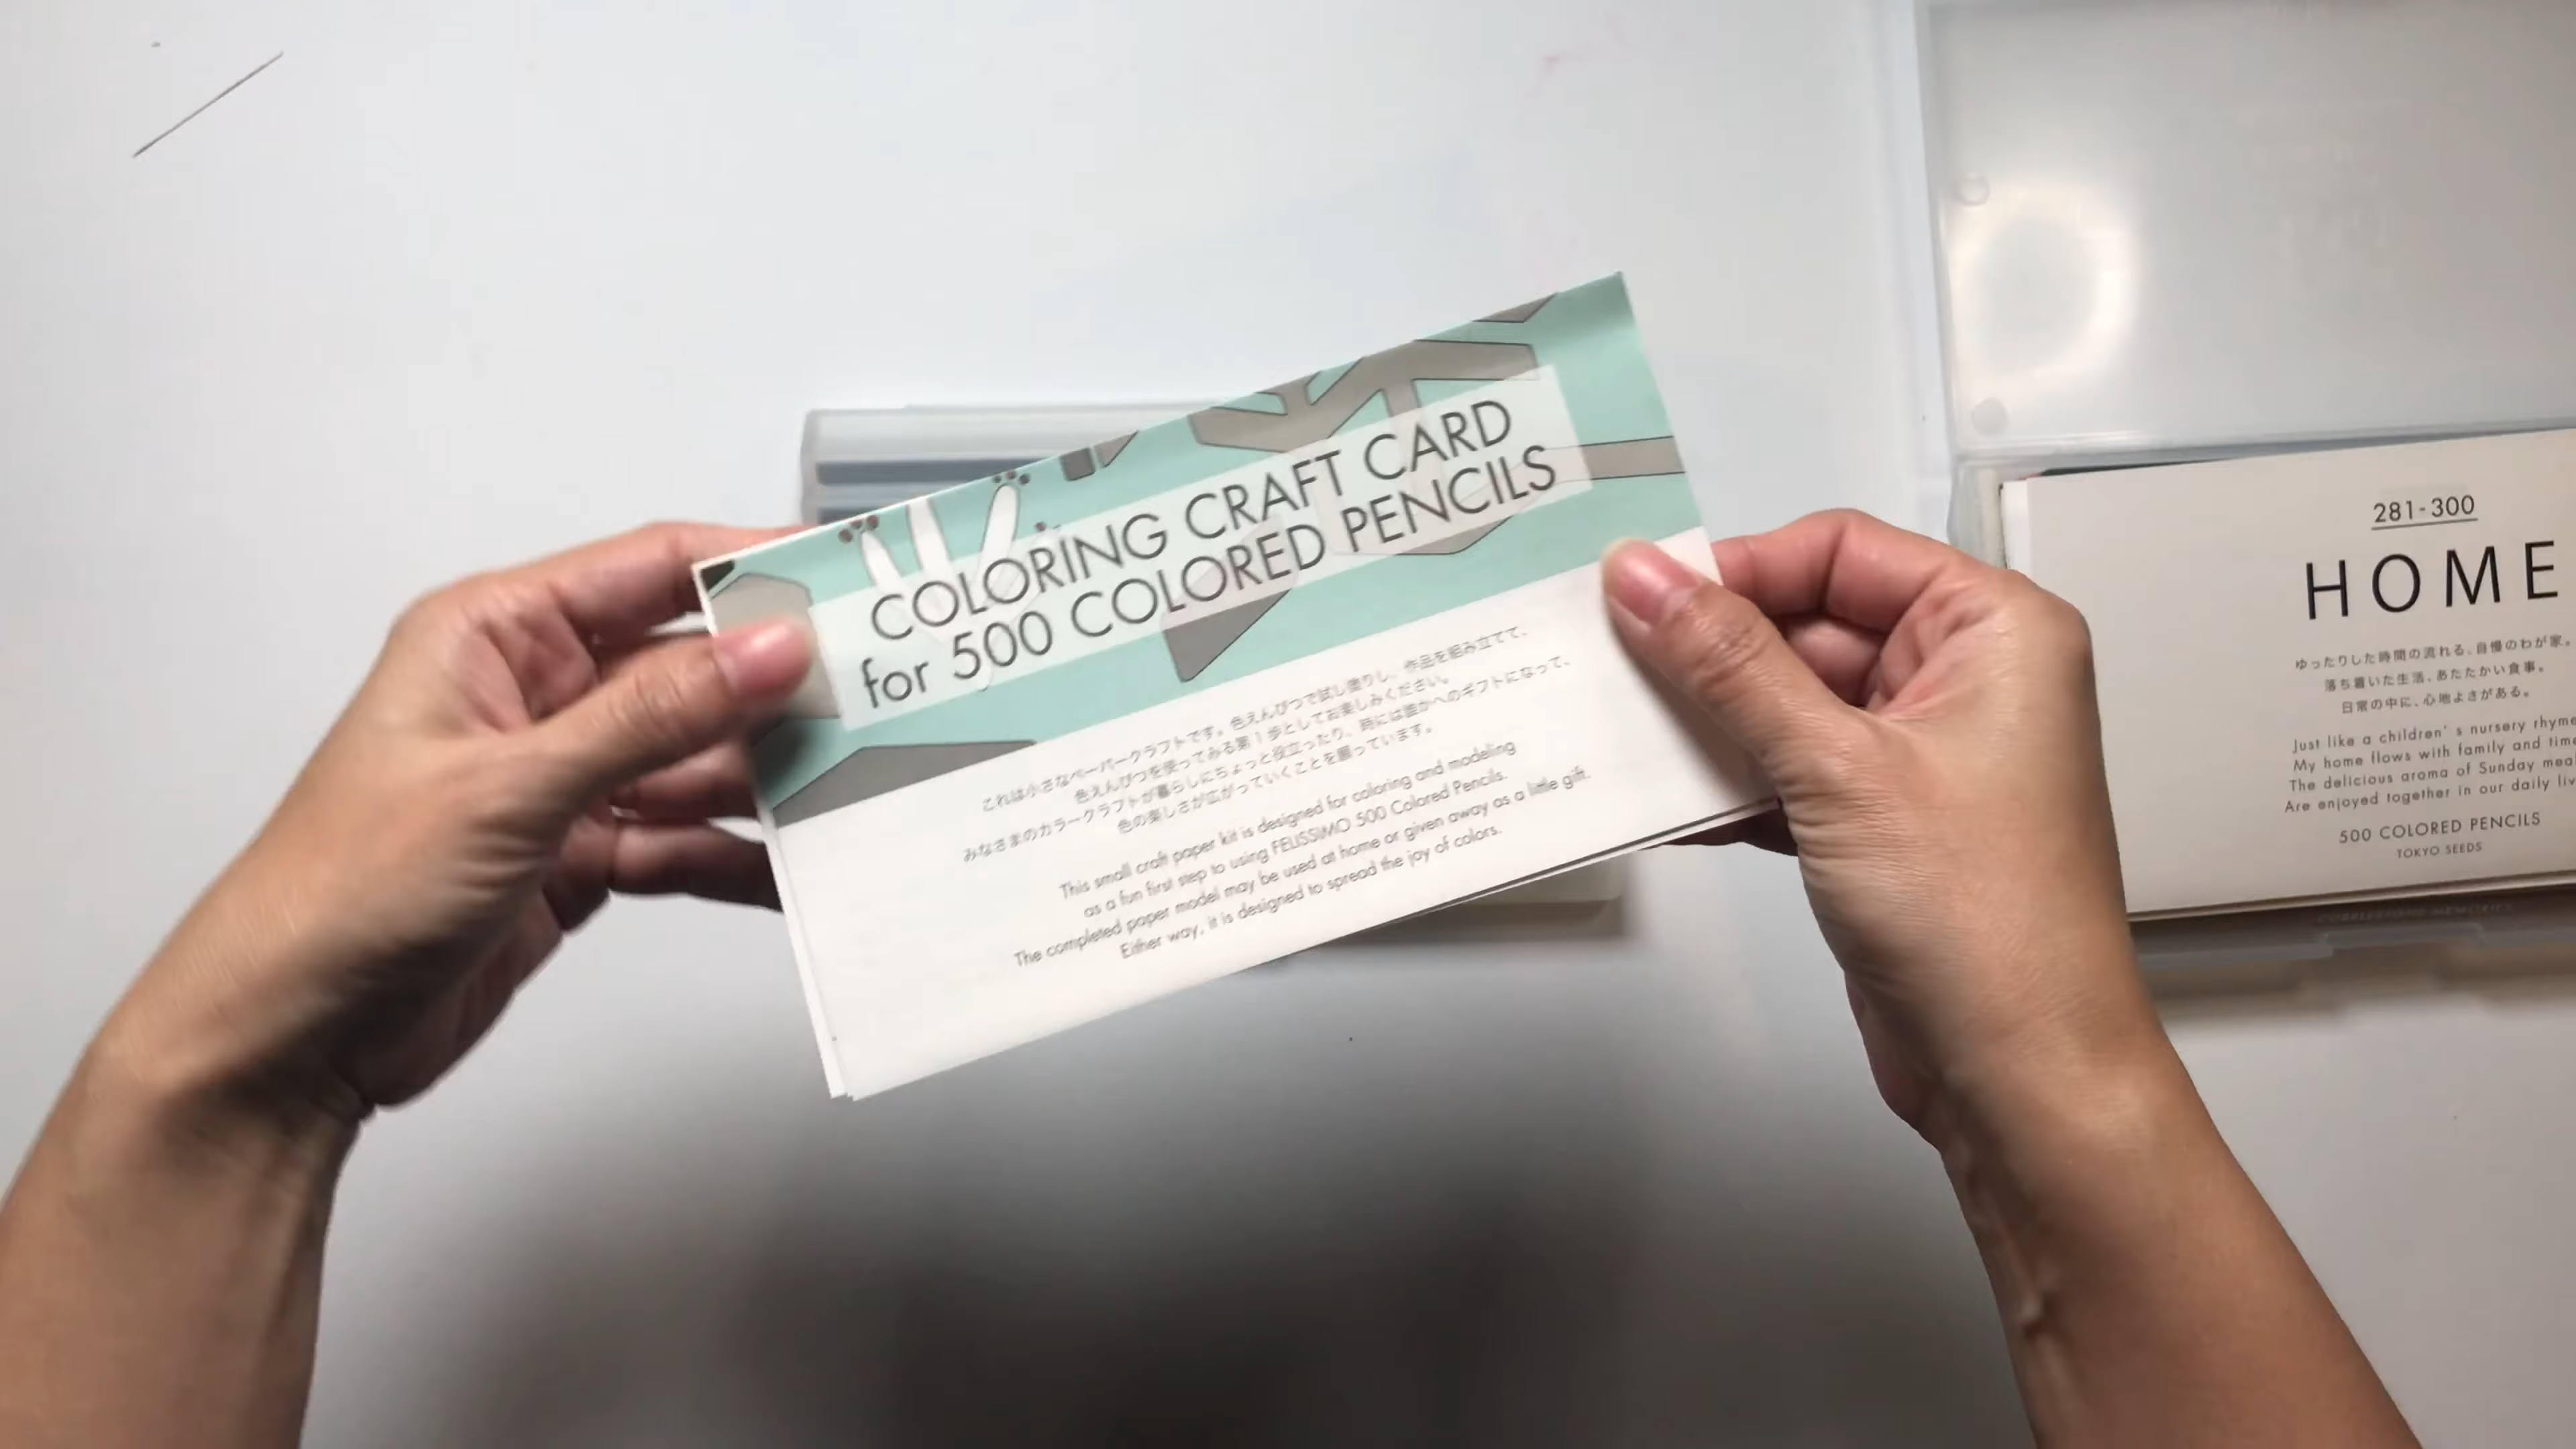 COLORING CRAFT CARD
for 500 COLORED PENCILS
これは小さなペーパークラフトです。色えんぴつで試し塗りし、作品を組み立てて、
色えんぴつを使ってみる第1歩としてお楽しみください。
みなさまのカラークラフトが暮らしにちょっと役立ったり、時には誰かへのギフトになって、
色の楽しさが広がっていくことを願っています。
This small craft paper kit is designed for coloring and modeling
as a fun first step to using FELISSIMO 500 Colored Pencils.
The completed paper model may be used at home or given away as a little gift.
Either way, it is designed to spread the joy of colors.
281-300
HOME
ゆったりした時間の流れる、自慢のわが家。
落ち着いた生活、あたたかい食事。
日常の中に、心地よさがある。
Just like a children's nursery rhyme
My home flows with family and time
The delicious aroma of Sunday
Are enjoyed together in our daily
500 COLORED PENCILS
TOKYO SEEDS